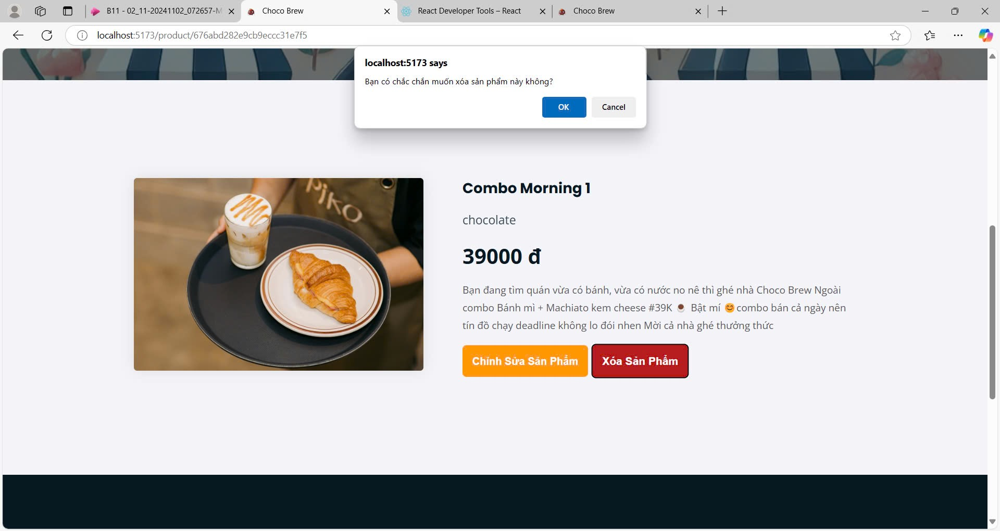 B11 - 02_11-20241102_072657-M
Choco Brew
React Developer Tools – React
Choco Brew
localhost:5173/product/676abd282e9cb9eccc31e7f5
localhost:5173 says
Bạn có chắc chắn muốn xóa sản phẩm này không?
OK
Cancel
PIKO
Combo Morning 1
chocolate
39000 đ
Bạn đang tìm quán vừa có bánh, vừa có nước no nê thì ghé nhà Choco Brew Ngoài
combo Bánh mì + Machiato kem cheese #39K ☕ Bật mí 😊combo bán cả ngày nên
tín đồ chạy deadline không lo đói nhen Mời cả nhà ghé thưởng thức
Chỉnh Sửa Sản Phẩm
Xóa Sản Phẩm